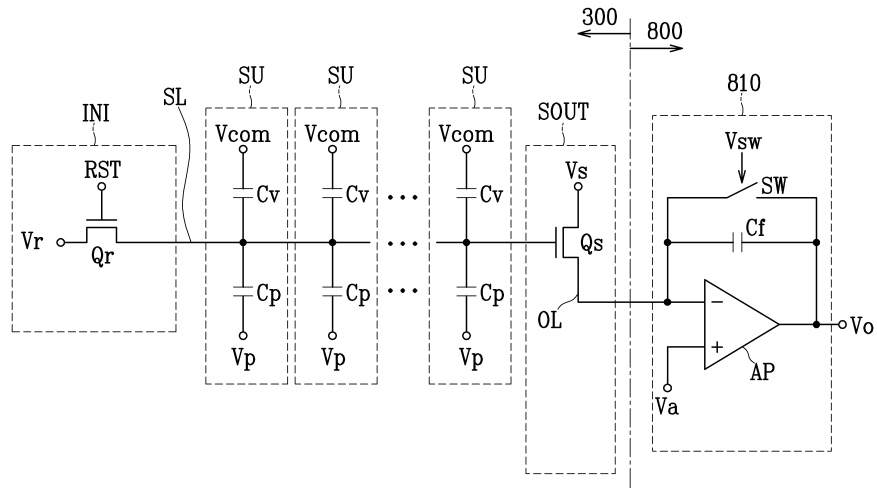 300
800
SU
SU
SU
810
SL
INI
SOUT
Vcom
Vcom
Vcom
Vsw
RST
Vs
SW
Cv
Cv
• • •
Cv
Vr
Qr
• • •
Qs
Cf
Cp
Cp
• • •
Cp
−
OL
Vo
Vp
Vp
Vp
+
AP
Va